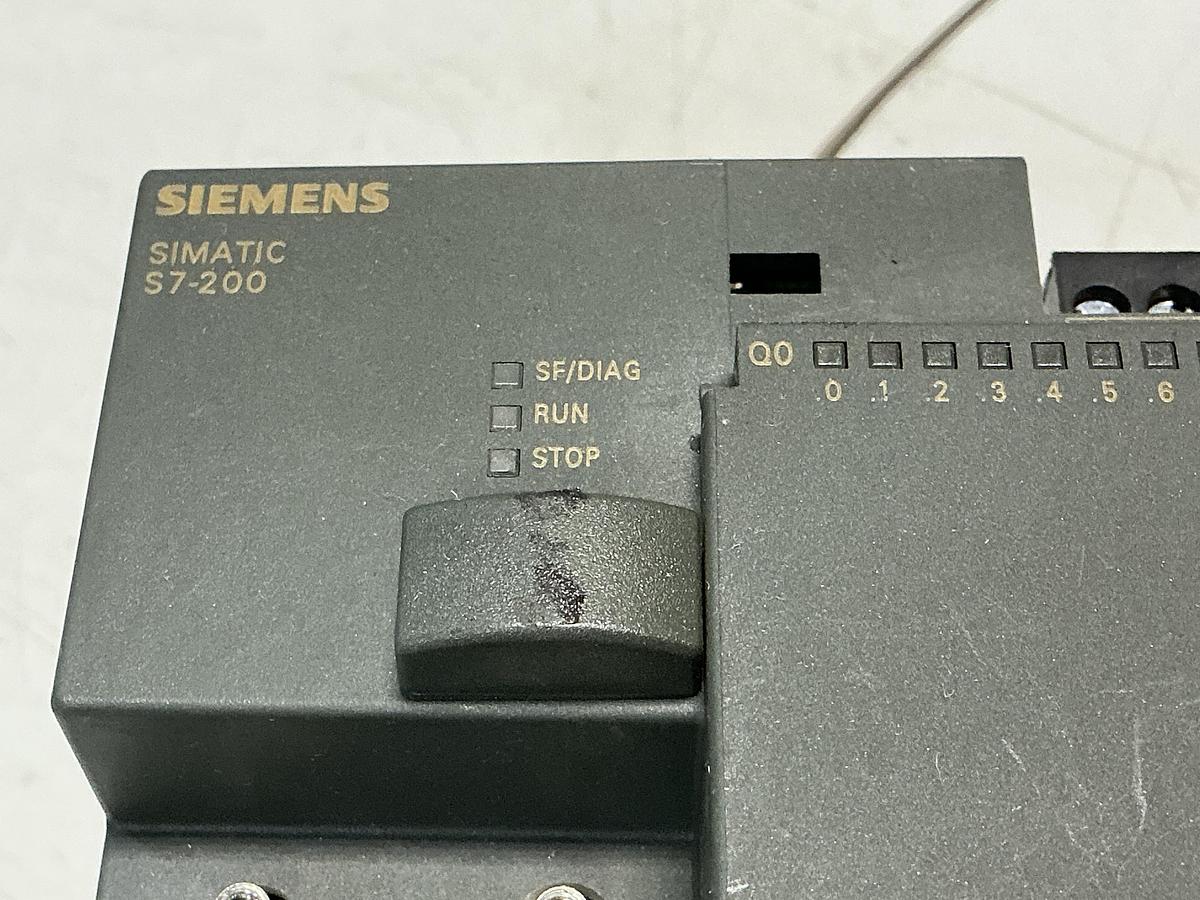 SIEMENS
SIMATIC
S7-200
SF/DIAG
RUN
STOP
Q0
.0 .1 .2 .3 .4 .5 .6